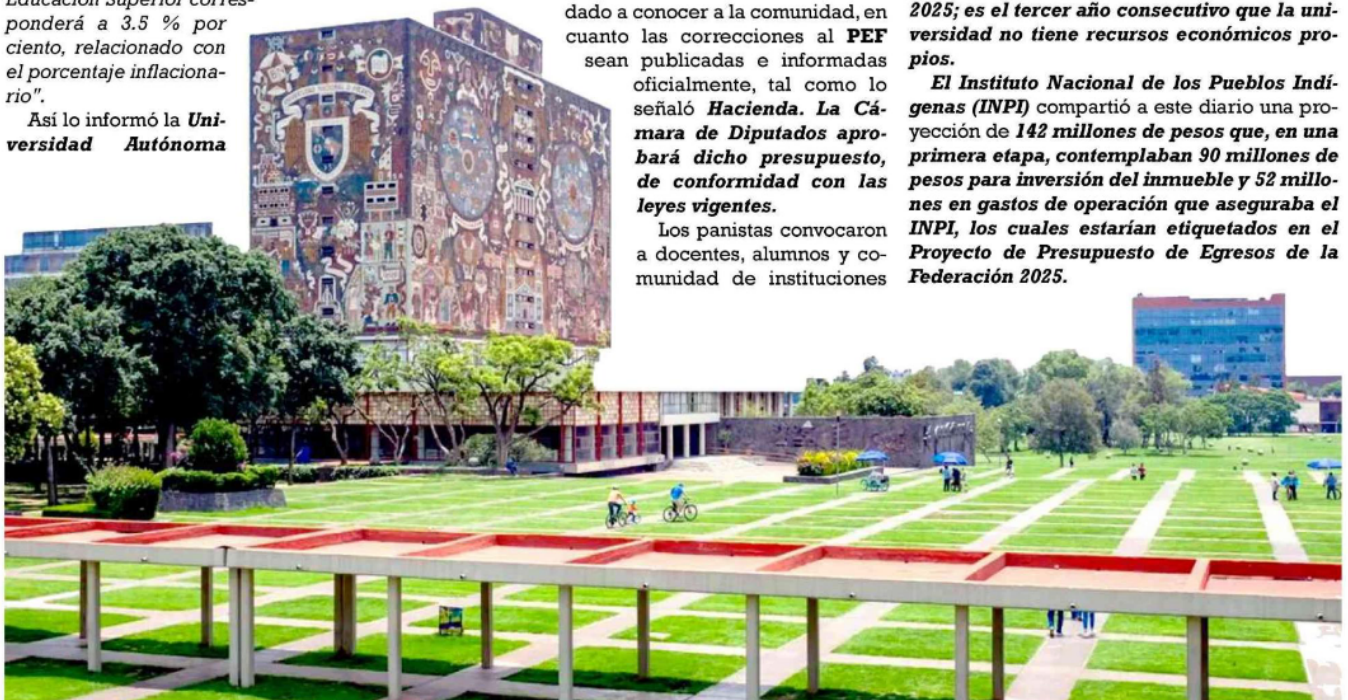 Educación Superior corres-
ponderá a 3.5 % por
ciento, relacionado con
el porcentaje inflaciona-
rio".
Así lo informó la Uni-
versidad Autónoma
dado a conocer a la comunidad, en
cuanto las correcciones al PEF
sean publicadas e informadas
oficialmente, tal como lo
señaló Hacienda. La Cá-
mara de Diputados apro-
bará dicho presupuesto,
de conformidad con las
leyes vigentes.
Los panistas convocaron
a docentes, alumnos y co-
munidad de instituciones
2025; es el tercer año consecutivo que la uni-
versidad no tiene recursos económicos pro-
pios.
El Instituto Nacional de los Pueblos Indí-
genas (INPI) compartió a este diario una pro-
yección de 142 millones de pesos que, en una
primera etapa, contemplaban 90 millones de
pesos para inversión del inmueble y 52 millo-
nes en gastos de operación que aseguraba el
INPI, los cuales estarían etiquetados en el
Proyecto de Presupuesto de Egresos de la
Federación 2025.